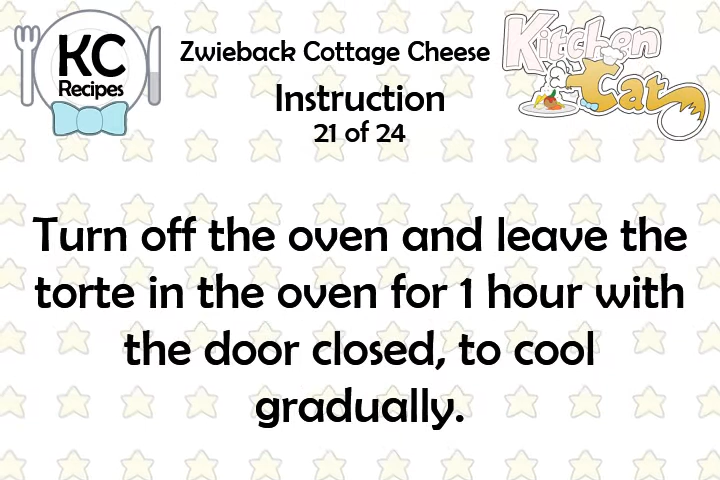 KC
Recipes
Zwieback Cottage Cheese
Instruction
21 of 24
Kitchen
Cat
Turn off the oven and leave the
torte in the oven for 1 hour with
the door closed, to cool
gradually.